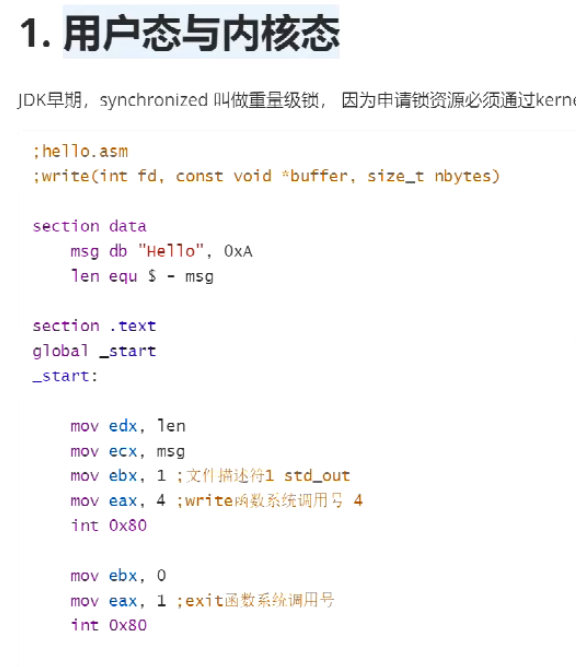 1. 用户态与内核态
JDK早期，synchronized 叫做重量级锁， 因为申请锁资源必须通过kerne
;hello.asm
;write(int fd, const void *buffer, size_t nbytes)
section data
msg db "Hello", 0xA
len equ $ - msg
section .text
global _start
_start:
mov edx, len
mov ecx, msg
mov ebx, 1 ;文件描述符1 std_out
mov eax, 4 ;write函数系统调用号 4
int 0x80
mov ebx, 0
mov eax, 1 ;exit函数系统调用号
int 0x80